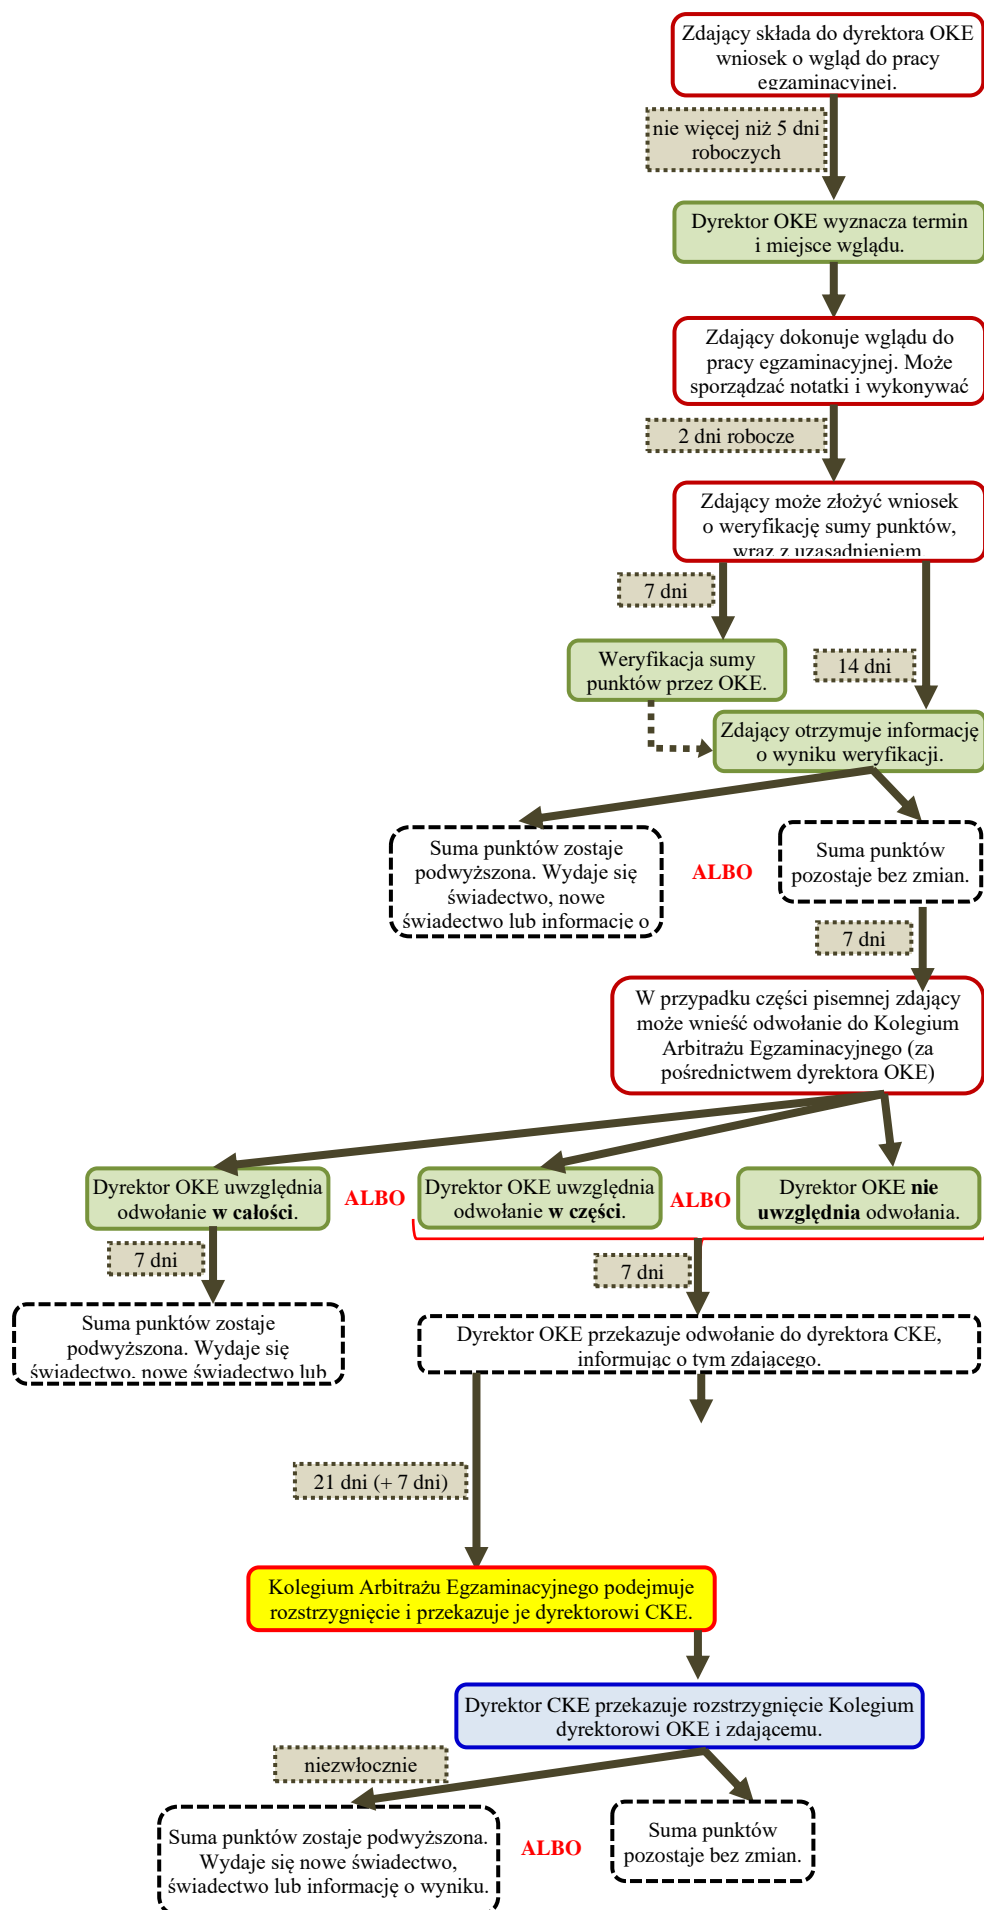 Zdający składa do dyrektora OKE
wniosek o wgląd do pracy
egzaminacyjnej.
nie więcej niż 5 dni
roboczych
Dyrektor OKE wyznacza termin
i miejsce wglądu.
Zdający dokonuje wglądu do
pracy egzaminacyjnej. Może
sporządzać notatki i wykonywać
2 dni robocze
Zdający może złożyć wniosek
o weryfikację sumy punktów,
wraz z uzasadnieniem
7 dni
Weryfikacja sumy
punktów przez OKE.
14 dni
Zdający otrzymuje informację
o wyniku weryfikacji.
Suma punktów zostaje
podwyższona. Wydaje się
świadectwo, nowe
świadectwo lub informację o
ALBO
Suma punktów
pozostaje bez zmian.
7 dni
W przypadku części pisemnej zdający
może wnieść odwołanie do Kolegium
Arbitrażu Egzaminacyjnego (za
pośrednictwem dyrektora OKE)
Dyrektor OKE uwzględnia
odwołanie w całości.
ALBO
Dyrektor OKE uwzględnia
odwołanie w części.
ALBO
Dyrektor OKE nie
uwzględnia odwołania.
7 dni
7 dni
Suma punktów zostaje
podwyższona. Wydaje się
świadectwo, nowe świadectwo lub
Dyrektor OKE przekazuje odwołanie do dyrektora CKE,
informując o tym zdającego.
21 dni (+ 7 dni)
Kolegium Arbitrażu Egzaminacyjnego podejmuje
rozstrzygnięcie i przekazuje je dyrektorowi CKE.
Dyrektor CKE przekazuje rozstrzygnięcie Kolegium
dyrektorowi OKE i zdającemu.
niezwłocznie
Suma punktów zostaje podwyższona.
Wydaje się nowe świadectwo,
świadectwo lub informację o wyniku.
ALBO
Suma punktów
pozostaje bez zmian.